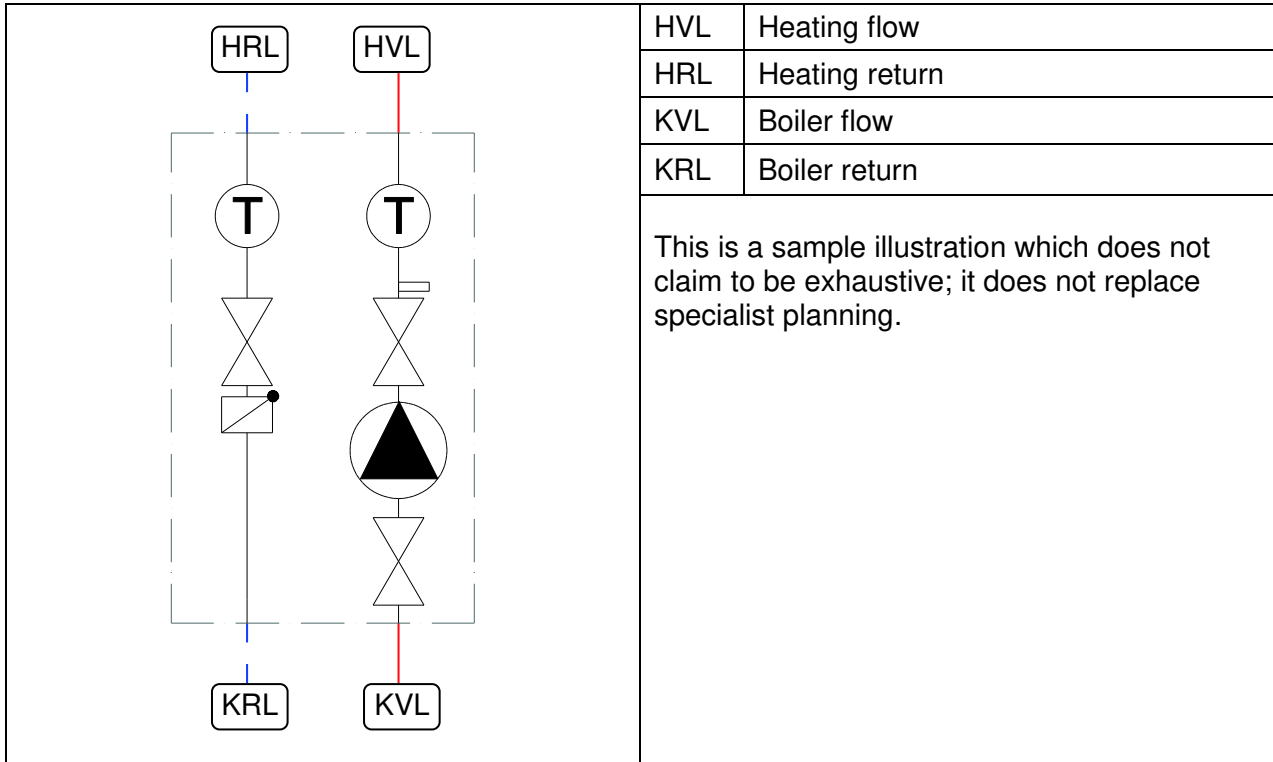 HRL HVL
T T
KRL KVL
HVL Heating flow
HRL Heating return
KVL Boiler flow
KRL Boiler return
This is a sample illustration which does not
claim to be exhaustive; it does not replace
specialist planning.